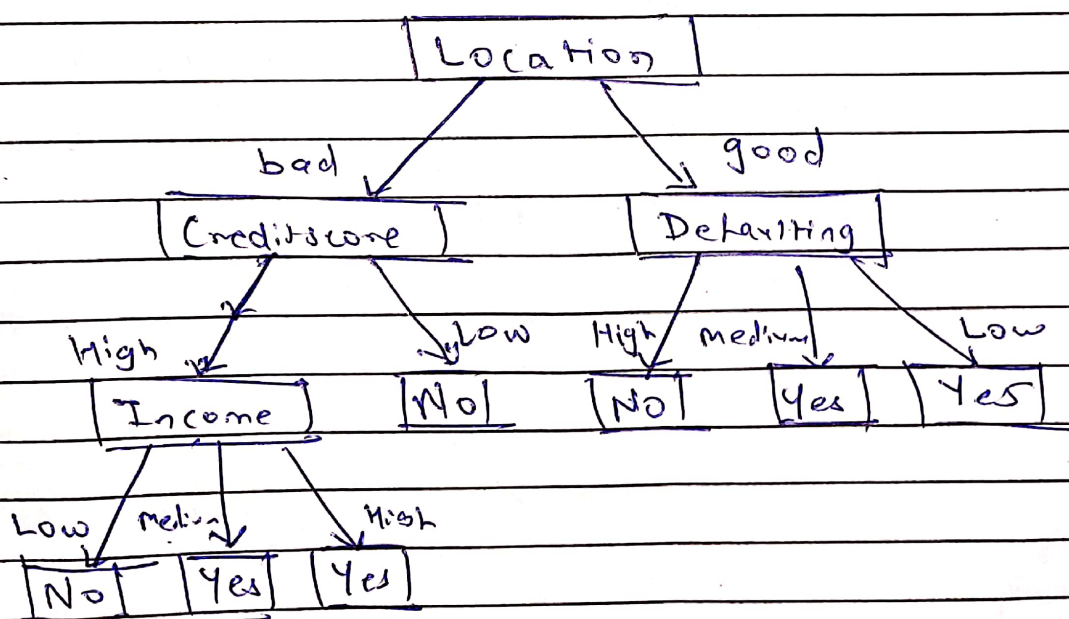 Location
bad good
Creditscore Defaulting
High Low High Medium Low
Income No No Yes Yes
Low Medium High
No Yes Yes